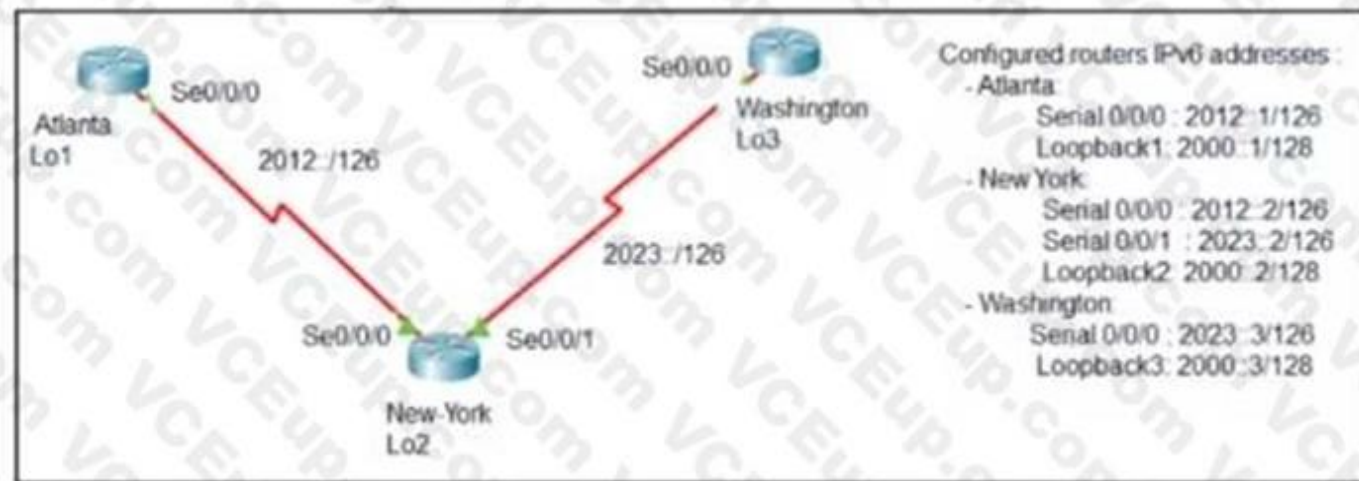 Se0/0/0
Atlanta
Lo1
2012::/126
Se0/0/0
Washington
Lo3
2023::/126
Se0/0/0
Se0/0/1
New-York
Lo2
Configured routers IPv6 addresses :
- Atlanta
Serial 0/0/0 : 2012::1/126
Loopback1: 2000::1/128
- New York
Serial 0/0/0 : 2012::2/126
Serial 0/0/1 : 2023::2/126
Loopback2: 2000::2/128
- Washington
Serial 0/0/0 : 2023::3/126
Loopback3: 2000::3/128
VCEup.com